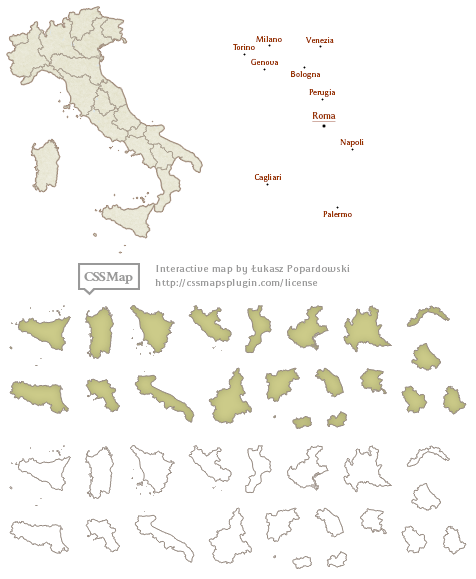 Milano
Venezia
Torino
Genova
Bologna
Perugia
Roma
Napoli
Cagliari
Palermo
CSSMap
Interactive map by Łukasz Popardowski
http://cssmapsplugin.com/license